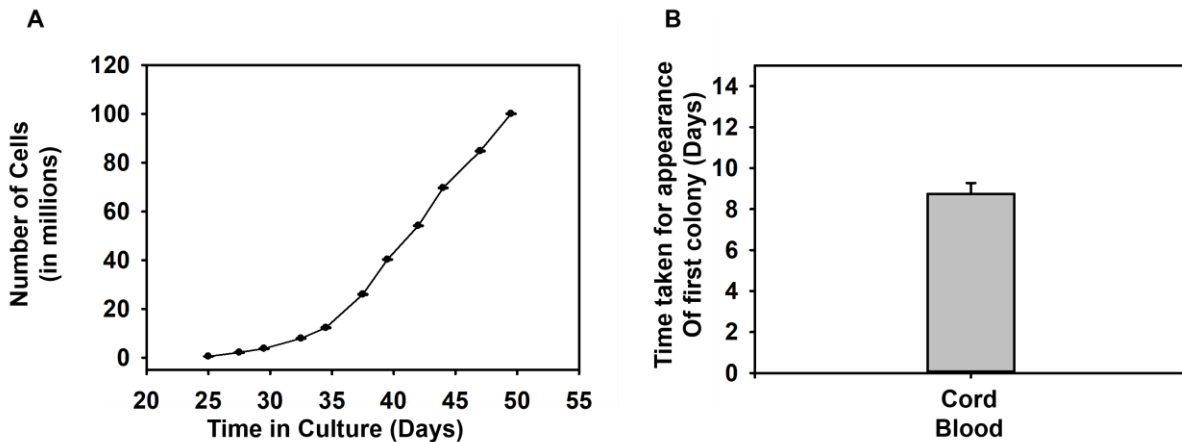 A
Number of Cells
(in millions)
120
100
80
60
40
20
0
20 25 30 35 40 45 50 55
Time in Culture (Days)
B
Time taken for appearance
Of first colony (Days)
14
12
10
8
6
4
2
0
Cord
Blood